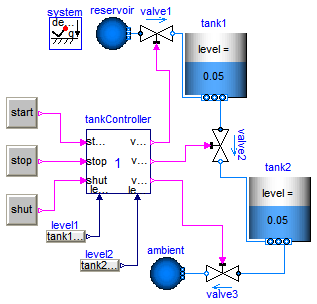 system
de...
g
reservoir
valve1
tank1
level =
0.05
start
stop
shut
tankController
st...
v...
stop
1
v...
shut
v...
le...
le...
valve2
tank2
level =
0.05
level1
tank1...
level2
tank2...
ambient
valve3